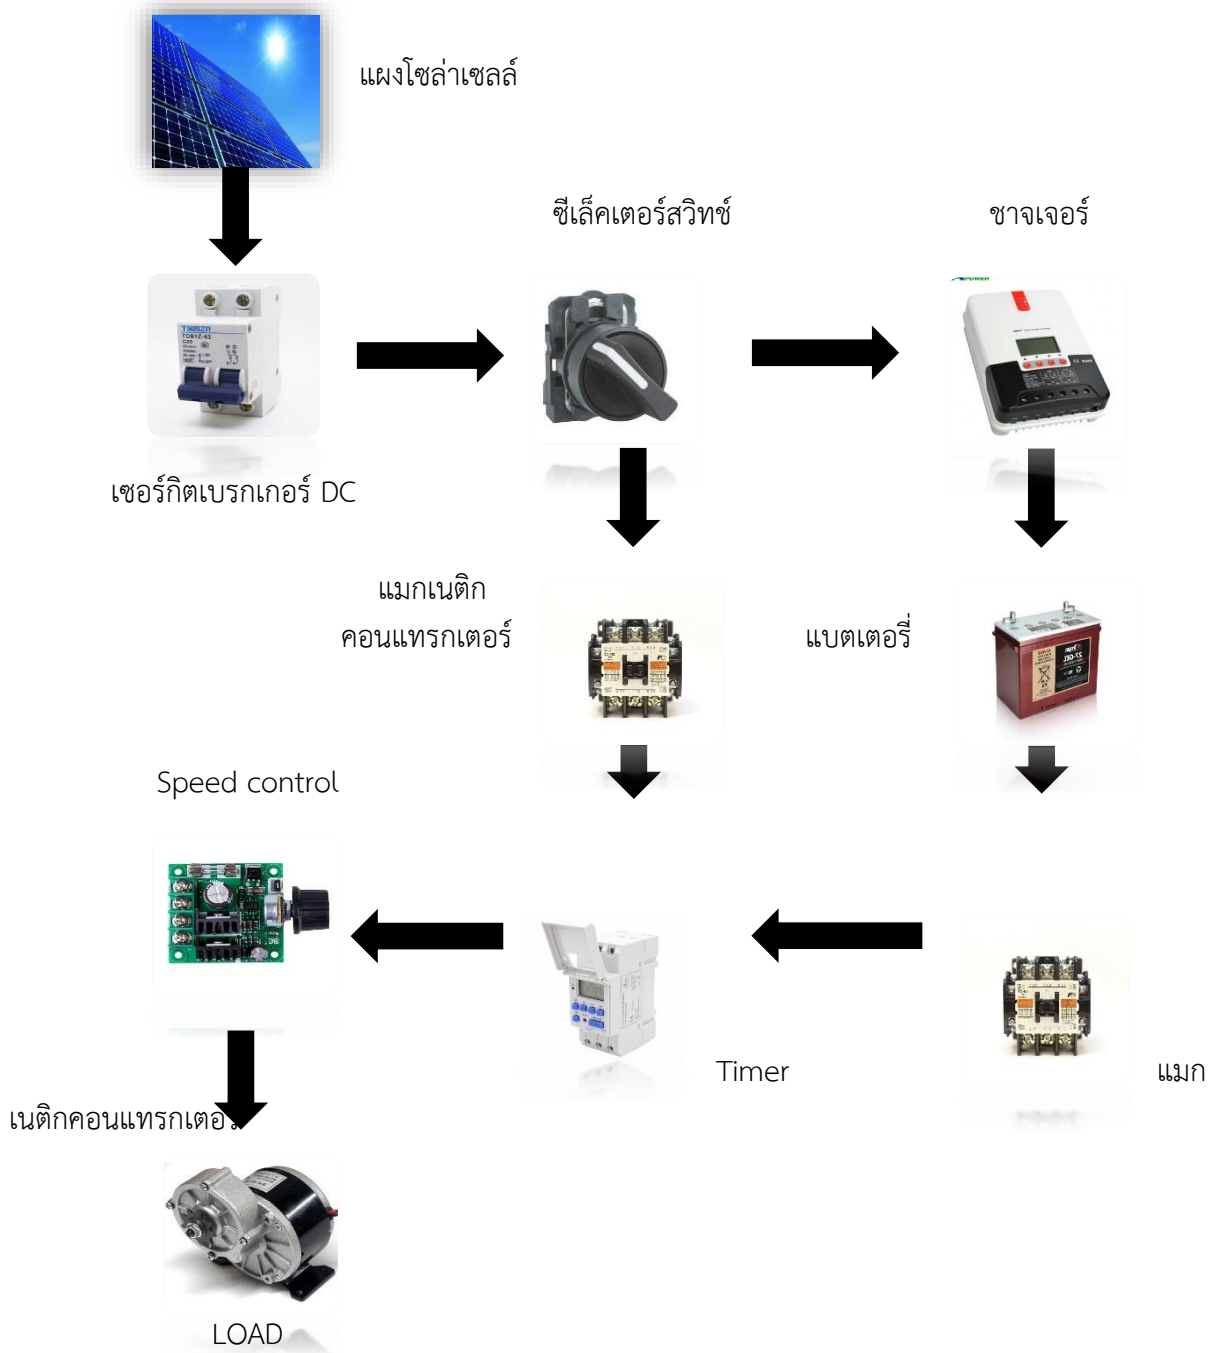 แผงโซล่าเซลล์
ซีเล็คเตอร์สวิทช์
ชาจเจอร์
POWER
TOB1Z-63
C20
เซอร์กิตเบรกเกอร์ DC
แมกเนติก
คอนแทรกเตอร์
แบตเตอรี่
Speed control
Timer
แมก
เนติกคอนแทรกเตอร์
LOAD